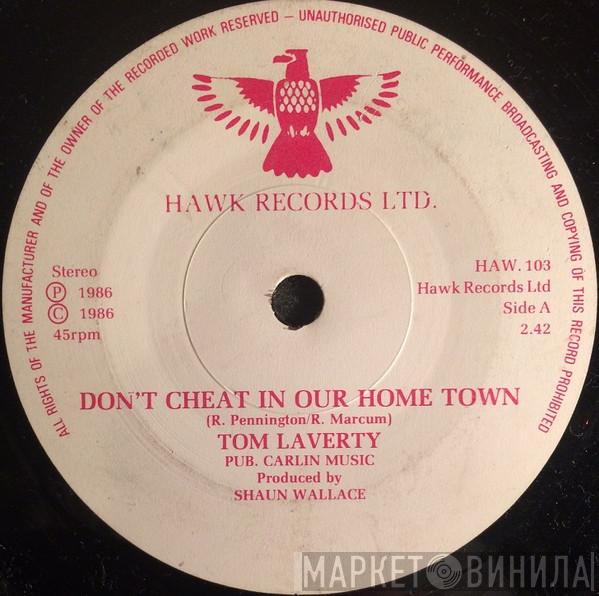 ALL RIGHTS OF THE MANUFACTURER AND OF THE OWNER OF THE RECORDED WORK RESERVED – UNAUTHORISED PUBLIC PERFORMANCE BROADCASTING AND COPYING OF THIS RECORD PROHIBITED
HAWK RECORDS LTD.
Stereo
Ⓟ 1986
© 1986
45rpm
HAW. 103
Hawk Records Ltd
Side A
2.42
DON'T CHEAT IN OUR HOME TOWN
(R. Pennington/R. Marcum)
TOM LAVERTY
PUB. CARLIN MUSIC
Produced by
SHAUN WALLACE
МАРКЕТ ВИНИЛА